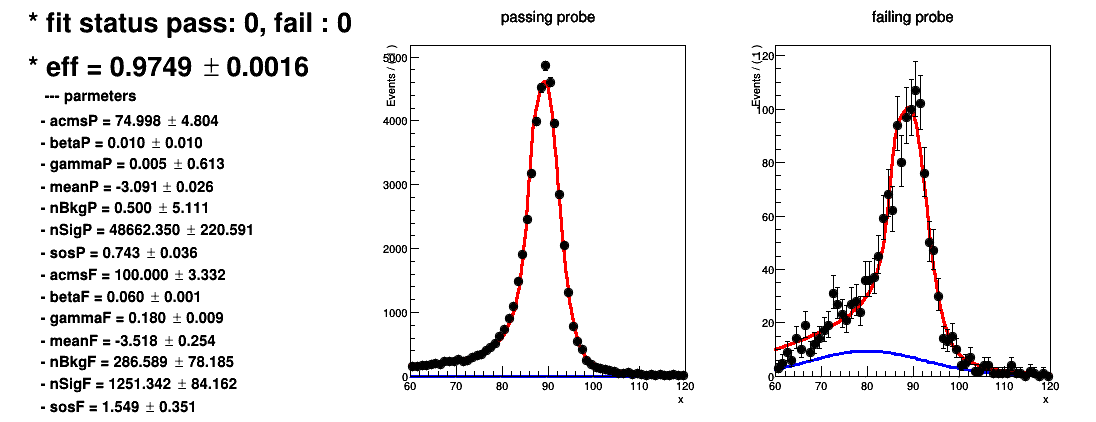 * fit status pass: 0, fail : 0
* eff = 0.9749 ± 0.0016
--- parmeters
- acmsP = 74.998 ± 4.804
- betaP = 0.010 ± 0.010
- gammaP = 0.005 ± 0.613
- meanP = -3.091 ± 0.026
- nBkgP = 0.500 ± 5.111
- nSigP = 48662.350 ± 220.591
- sosP = 0.743 ± 0.036
- acmsF = 100.000 ± 3.332
- betaF = 0.060 ± 0.001
- gammaF = 0.180 ± 0.009
- meanF = -3.518 ± 0.254
- nBkgF = 286.589 ± 78.185
- nSigF = 1251.342 ± 84.162
- sosF = 1.549 ± 0.351
passing probe
Events /
5000
4000
3000
2000
1000
0
60 70 80 90 100 110 120
x
failing probe
Events / ( 1 )
120
100
80
60
40
20
0
60 70 80 90 100 110 120
x